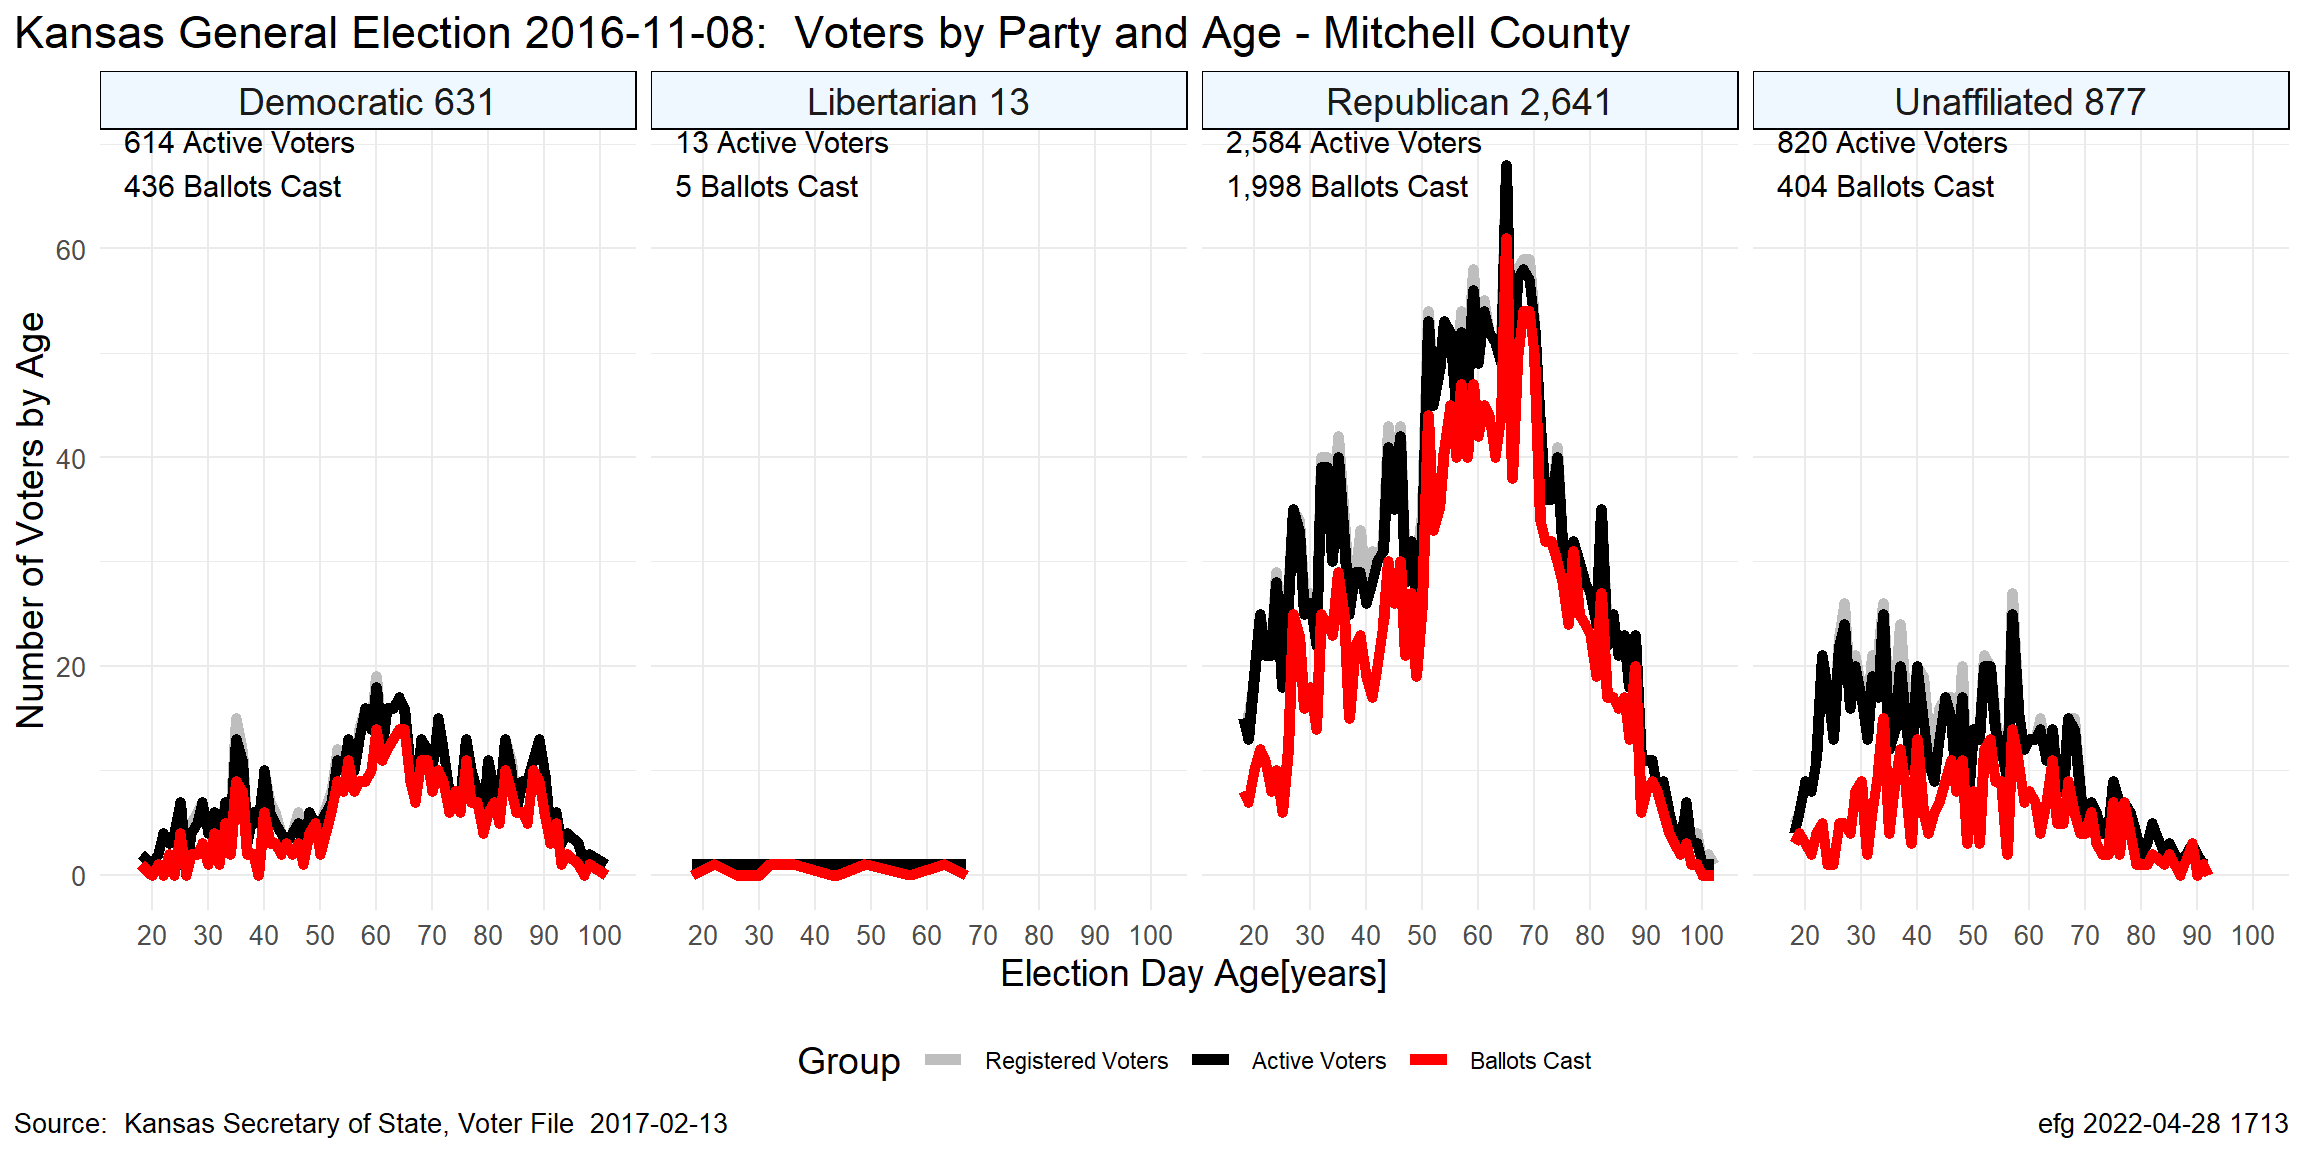 Kansas General Election 2016-11-08:  Voters by Party and Age - Mitchell County
Democratic 631
Libertarian 13
Republican 2,641
Unaffiliated 877
614 Active Voters
436 Ballots Cast
13 Active Voters
5 Ballots Cast
2,584 Active Voters
1,998 Ballots Cast
820 Active Voters
404 Ballots Cast
Number of Voters by Age
60
40
20
0
20 30 40 50 60 70 80 90 100
20 30 40 50 60 70 80 90 100
20 30 40 50 60 70 80 90 100
20 30 40 50 60 70 80 90 100
Election Day Age[years]
Group Registered Voters Active Voters Ballots Cast
Source:  Kansas Secretary of State, Voter File  2017-02-13
efg 2022-04-28 1713